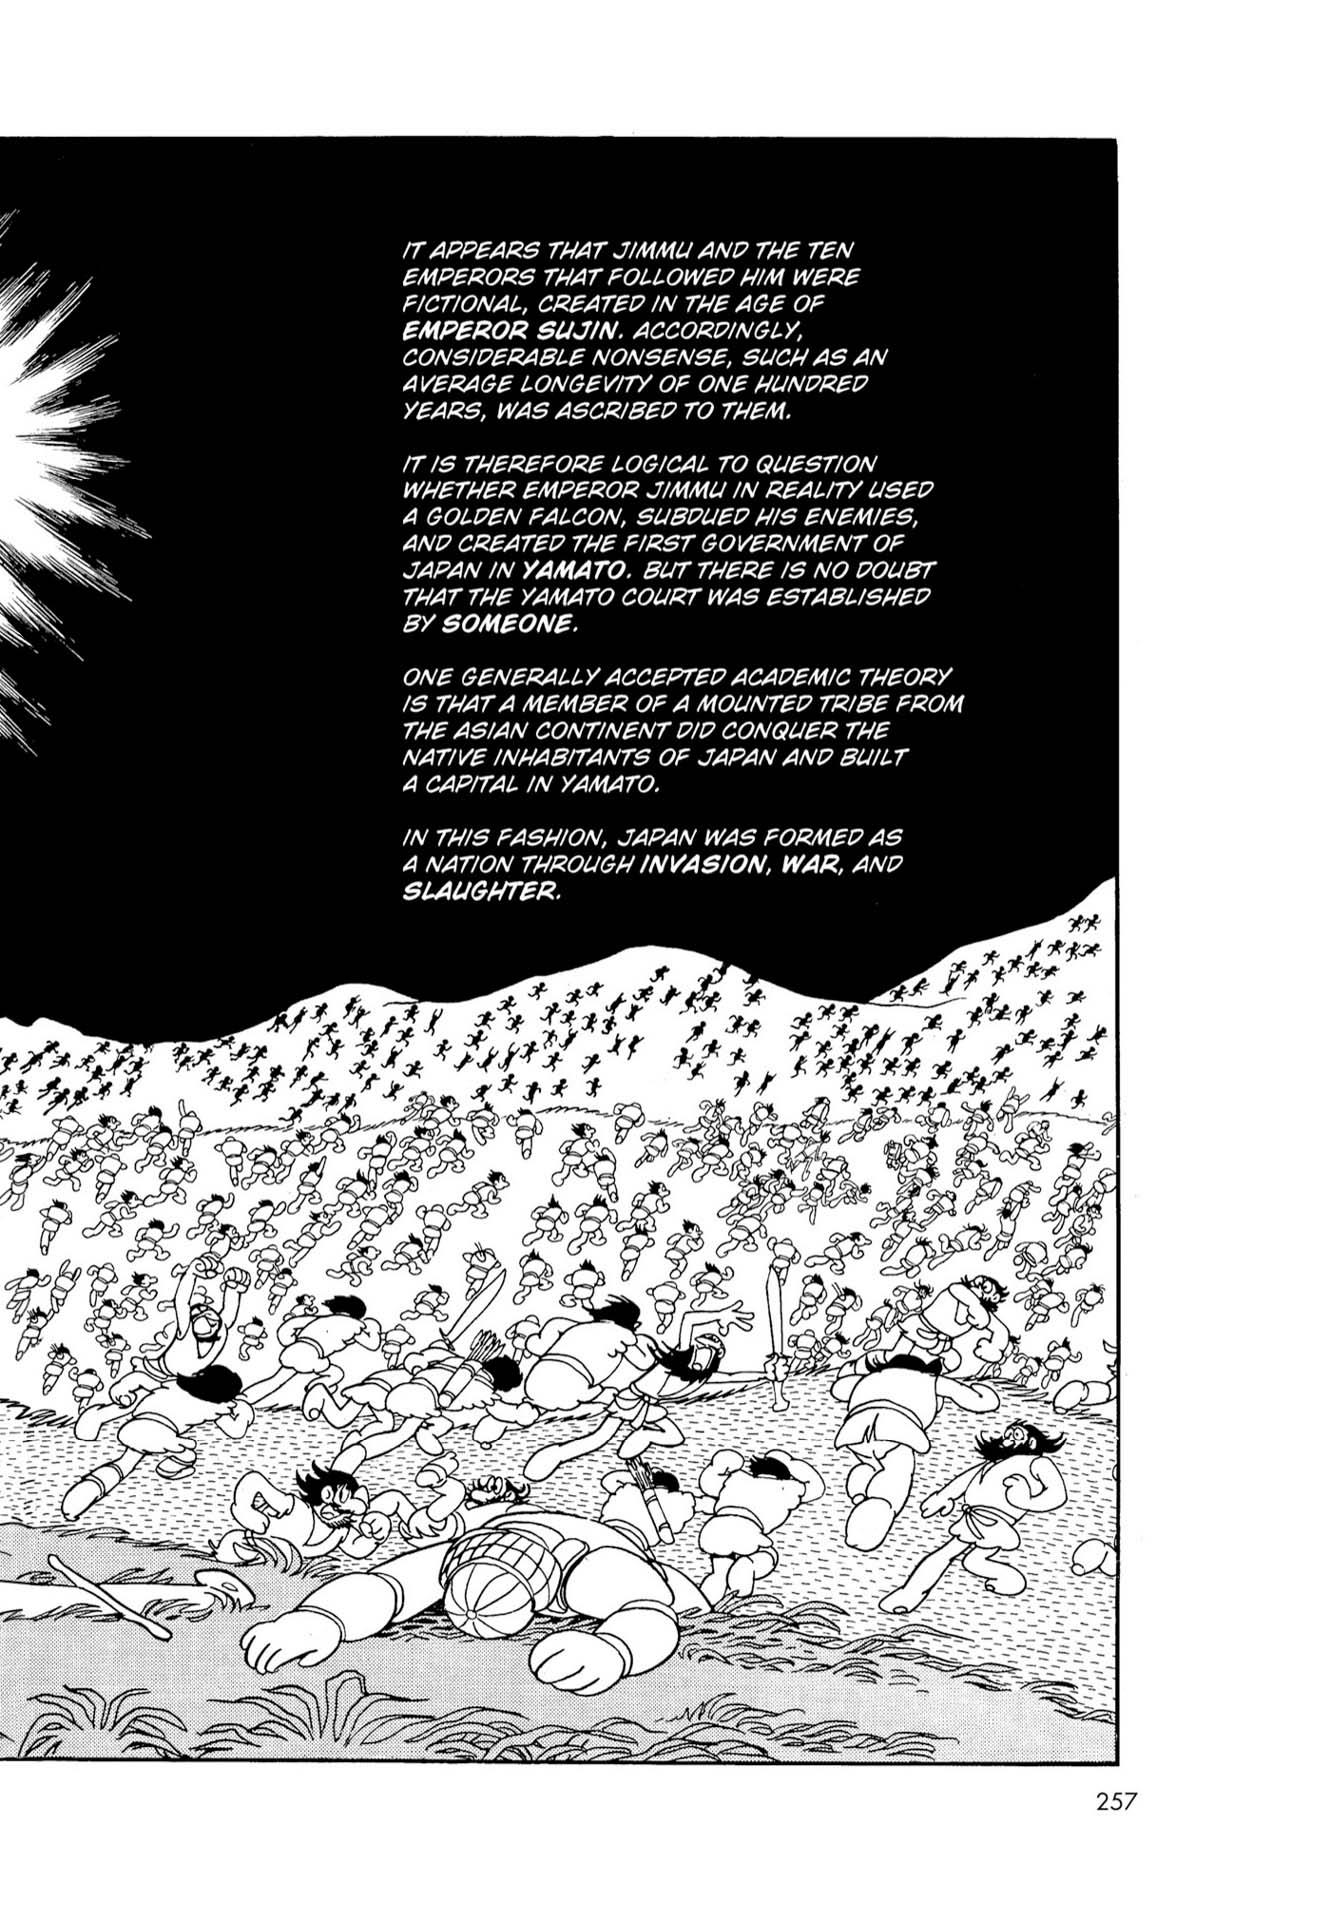 IT APPEARS THAT JIMMU AND THE TEN
EMPERORS THAT FOLLOWED HIM WERE
FICTIONAL, CREATED IN THE AGE OF
EMPEROR SUJIN. ACCORDINGLY,
CONSIDERABLE NONSENSE, SUCH AS AN
AVERAGE LONGEVITY OF ONE HUNDRED
YEARS, WAS ASCRIBED TO THEM.
IT IS THEREFORE LOGICAL TO QUESTION
WHETHER EMPEROR JIMMU IN REALITY USED
A GOLDEN FALCON, SUBDUED HIS ENEMIES,
AND CREATED THE FIRST GOVERNMENT OF
JAPAN IN YAMATO. BUT THERE IS NO DOUBT
THAT THE YAMATO COURT WAS ESTABLISHED
BY SOMEONE.
ONE GENERALLY ACCEPTED ACADEMIC THEORY
IS THAT A MEMBER OF A MOUNTED TRIBE FROM
THE ASIAN CONTINENT DID CONQUER THE
NATIVE INHABITANTS OF JAPAN AND BUILT
A CAPITAL IN YAMATO.
IN THIS FASHION, JAPAN WAS FORMED AS
A NATION THROUGH INVASION, WAR, AND
SLAUGHTER.
257